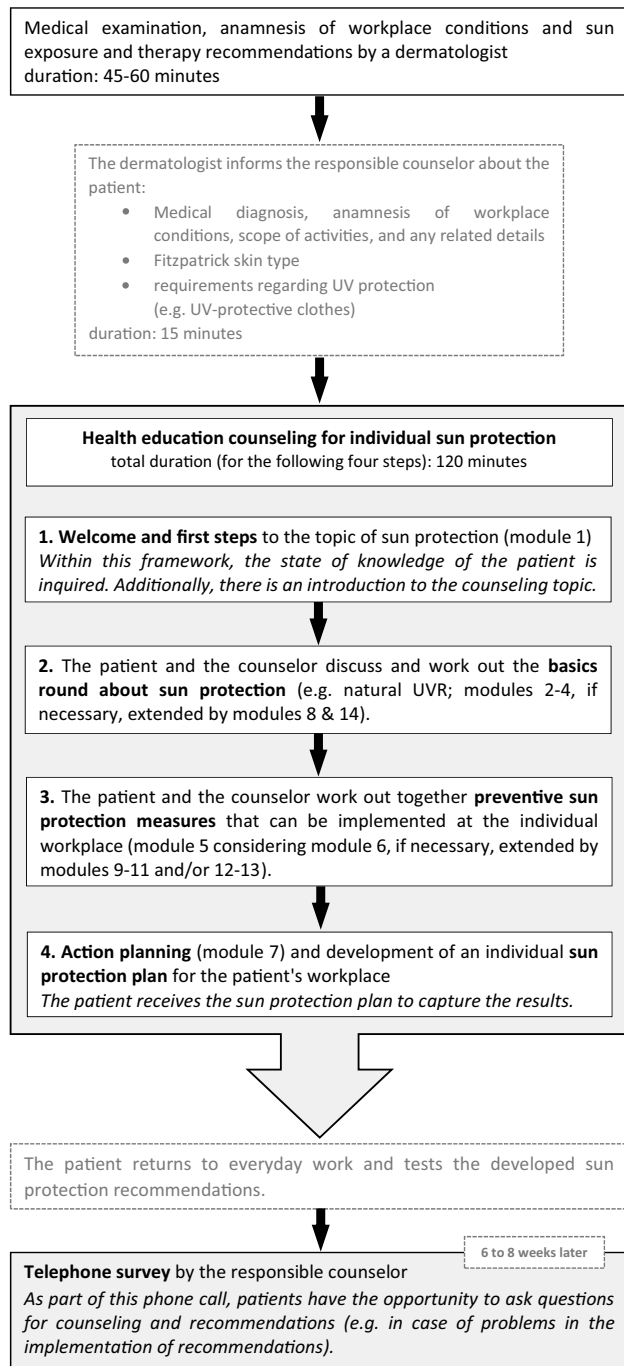 Medical examination, anamnesis of workplace conditions and sun
exposure and therapy recommendations by a dermatologist
duration: 45-60 minutes
The dermatologist informs the responsible counselor about the
patient:
• Medical diagnosis, anamnesis of workplace
conditions, scope of activities, and any related details
• Fitzpatrick skin type
• requirements regarding UV protection
(e.g. UV-protective clothes)
duration: 15 minutes
Health education counseling for individual sun protection
total duration (for the following four steps): 120 minutes
1. Welcome and first steps to the topic of sun protection (module 1)
Within this framework, the state of knowledge of the patient is
inquired. Additionally, there is an introduction to the counseling topic.
2. The patient and the counselor discuss and work out the basics
round about sun protection (e.g. natural UVR; modules 2-4, if
necessary, extended by modules 8 & 14).
3. The patient and the counselor work out together preventive sun
protection measures that can be implemented at the individual
workplace (module 5 considering module 6, if necessary, extended by
modules 9-11 and/or 12-13).
4. Action planning (module 7) and development of an individual sun
protection plan for the patient's workplace
The patient receives the sun protection plan to capture the results.
The patient returns to everyday work and tests the developed sun
protection recommendations.
6 to 8 weeks later
Telephone survey by the responsible counselor
As part of this phone call, patients have the opportunity to ask questions
for counseling and recommendations (e.g. in case of problems in the
implementation of recommendations).